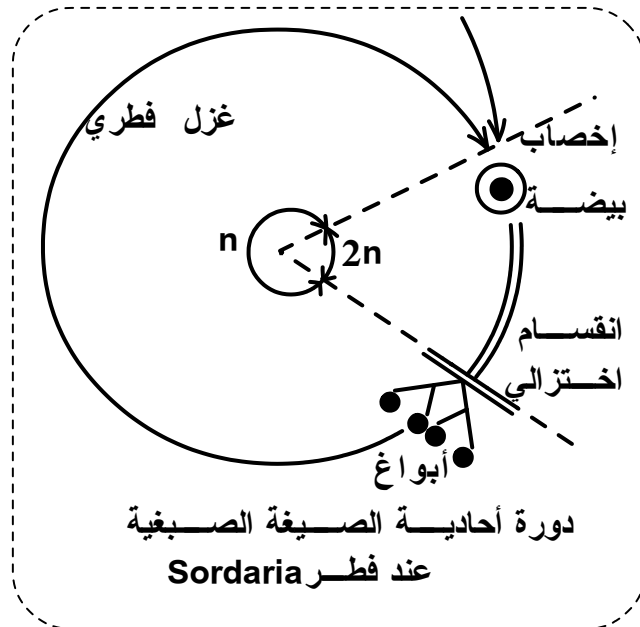 غزل فطري
إخصاب
بيضة
n
2n
انقسام
اختزالي
أبواغ
دورة أحادية الصيغة الصبغية
عند فطر Sordaria